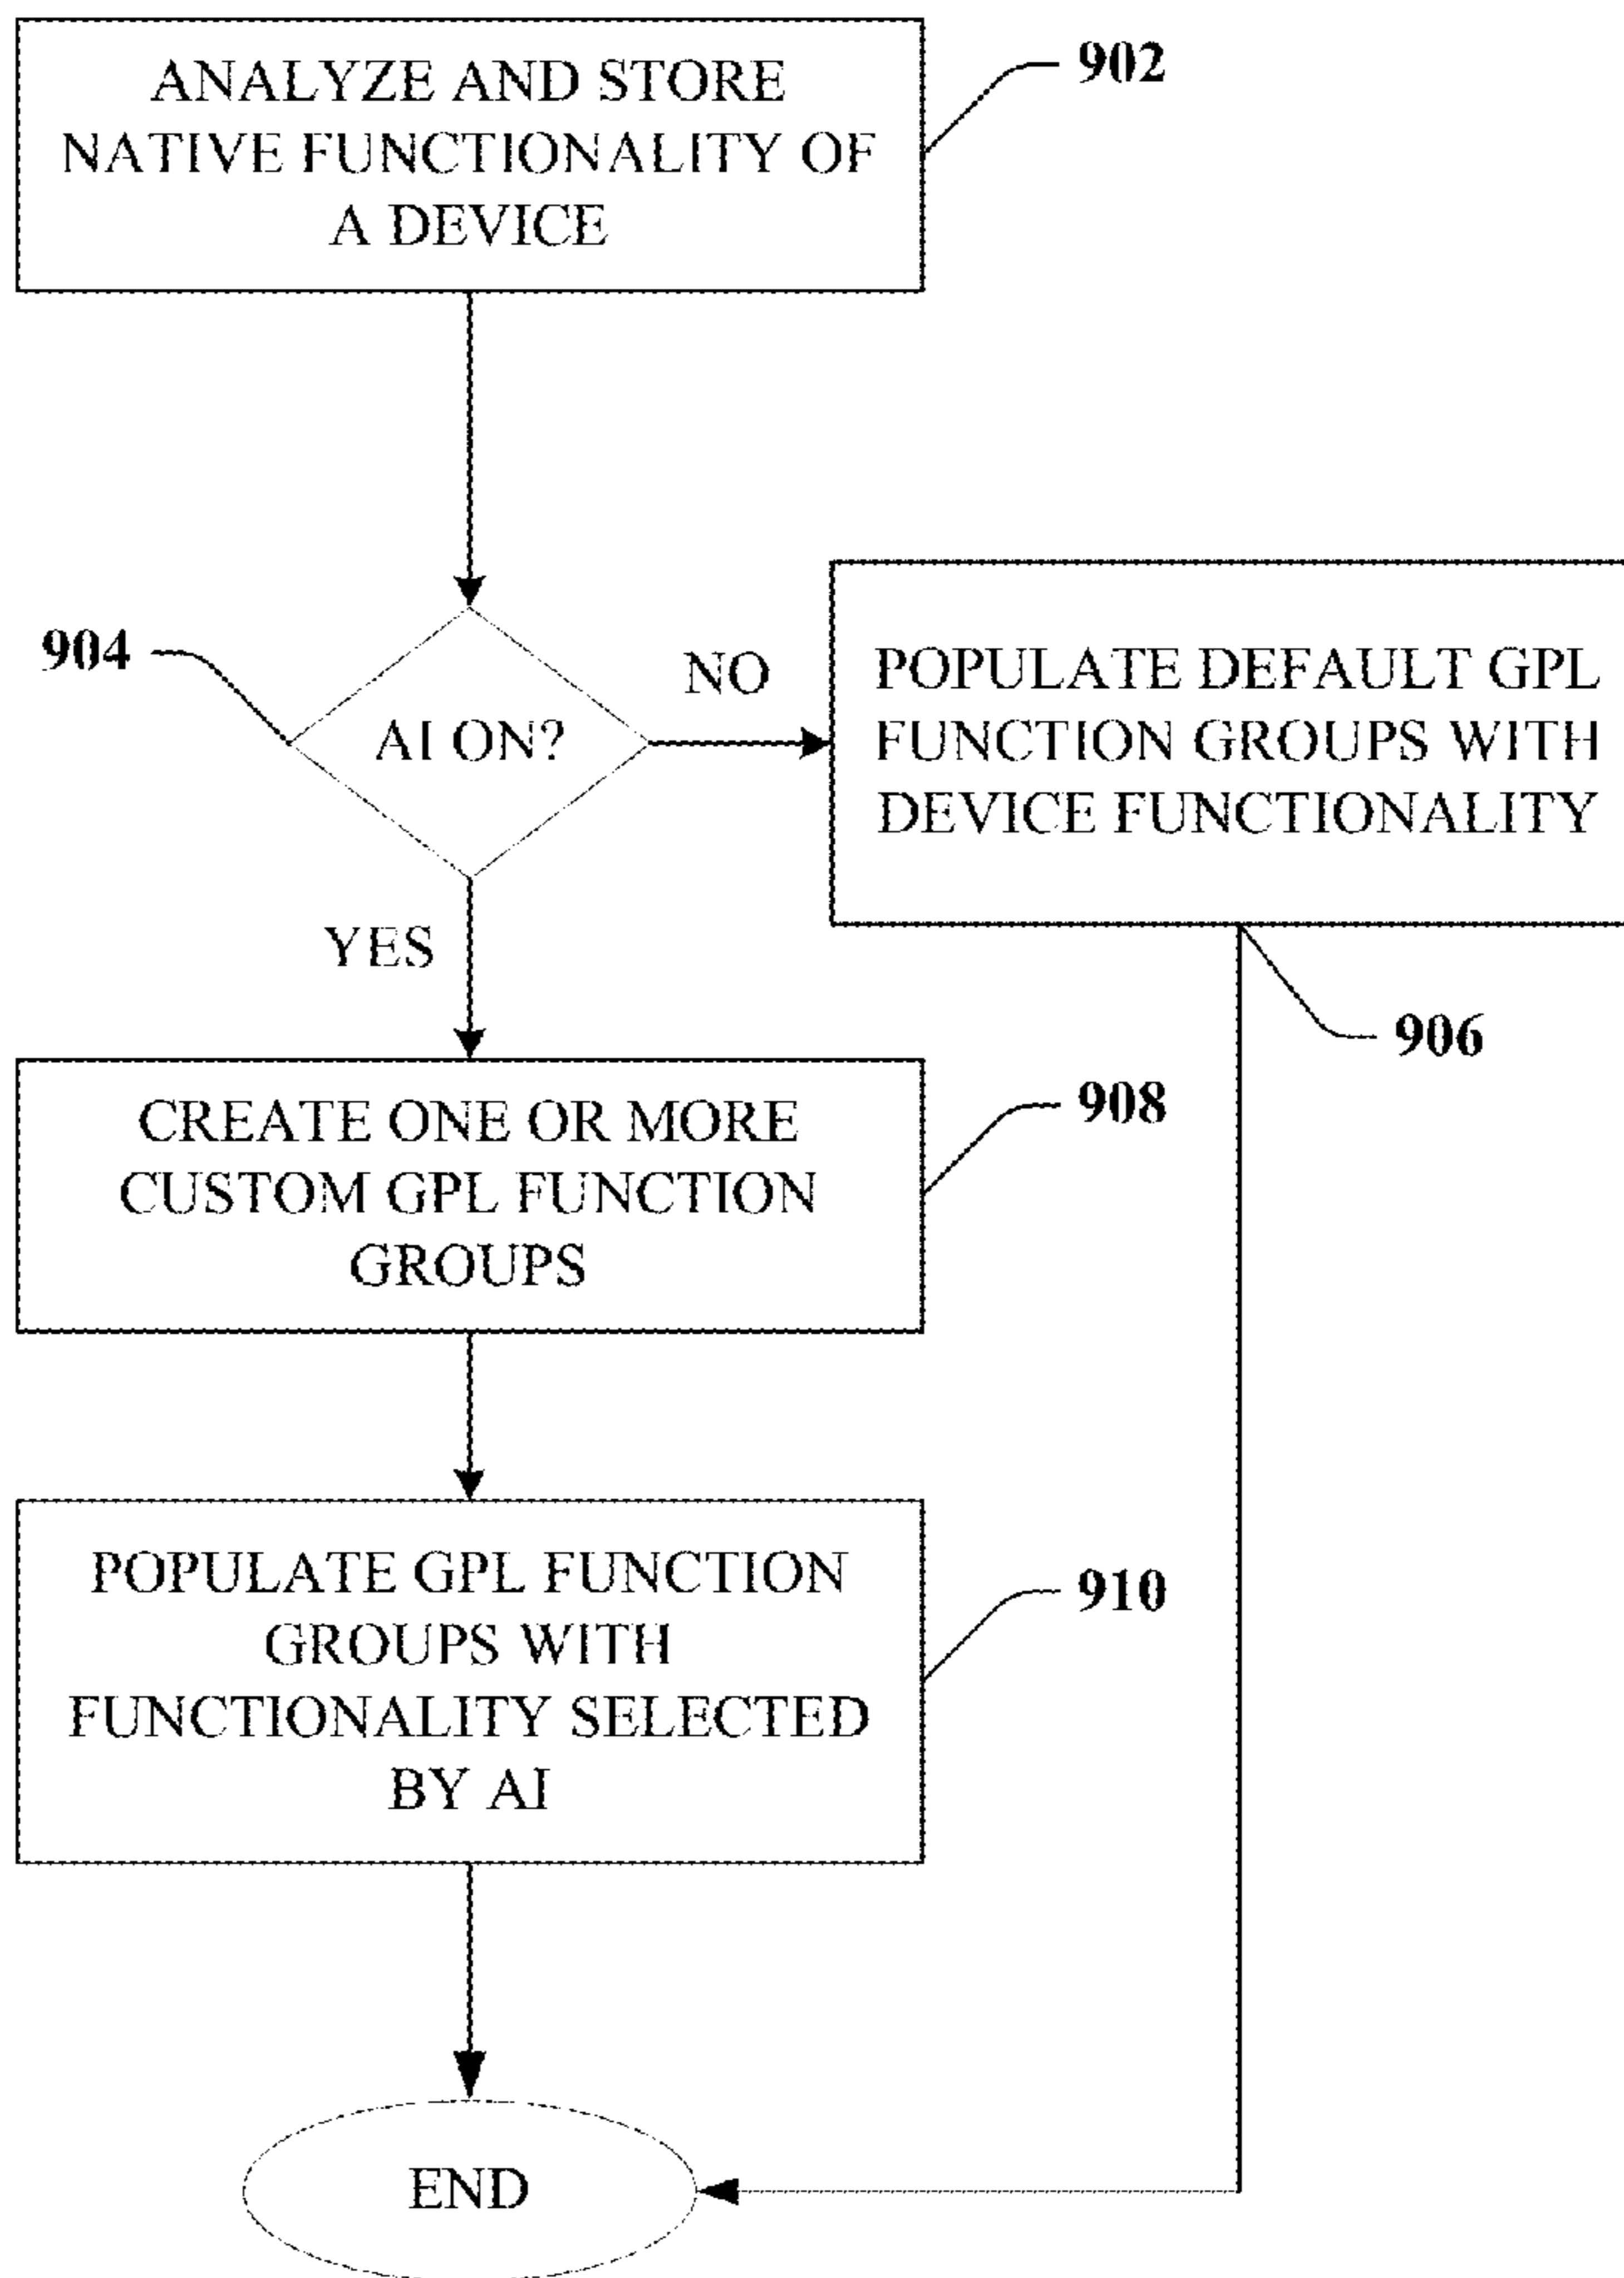 ANALYZE AND STORE
NATIVE FUNCTIONALITY OF
A DEVICE
902
904
AI ON?
NO
POPULATE DEFAULT GPL
FUNCTION GROUPS WITH
DEVICE FUNCTIONALITY
906
YES
CREATE ONE OR MORE
CUSTOM GPL FUNCTION
GROUPS
908
POPULATE GPL FUNCTION
GROUPS WITH
FUNCTIONALITY SELECTED
BY AI
910
END